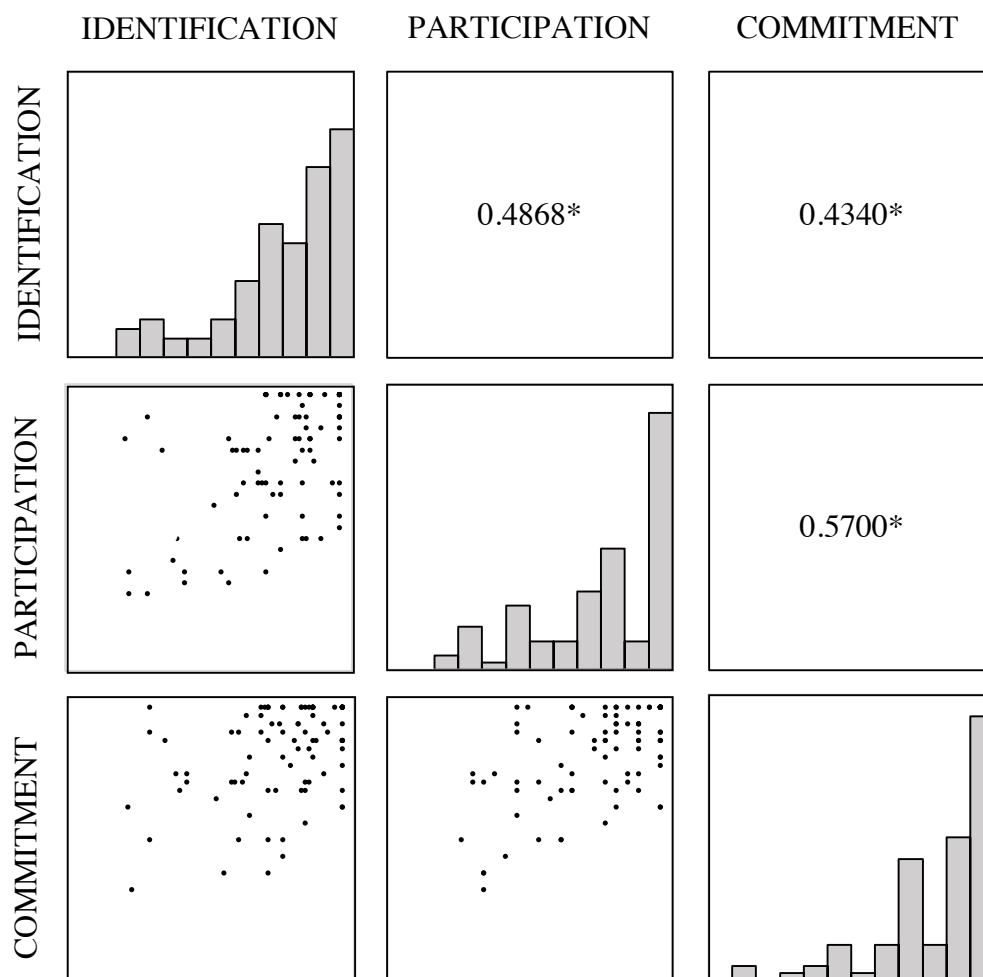 IDENTIFICATION PARTICIPATION COMMITMENT
IDENTIFICATION
0.4868* 0.4340*
PARTICIPATION
0.5700*
COMMITMENT